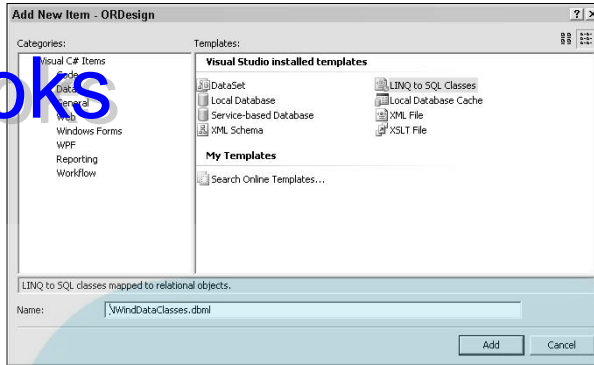 Add New Item - ORDesign
Categories:
Templates:
Visual C# Items
Code
Data
General
Web
Windows Forms
WPF
Reporting
Workflow
Visual Studio installed templates
DataSet
LINQ to SQL Classes
Local Database
Local Database Cache
Service-based Database
XML File
XML Schema
XSLT File
My Templates
Search Online Templates...
oks
LINQ to SQL classes mapped to relational objects.
Name:
NWindDataClasses.dbml
Add
Cancel